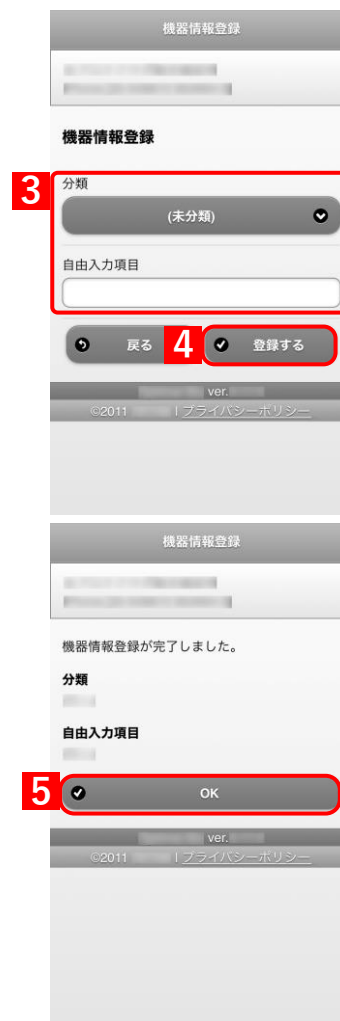 機器情報登録
機器情報登録
3
分類
(未分類)
自由入力項目
戻る
4
登録する
ver.
©2011 | プライバシーポリシー
機器情報登録
機器情報登録が完了しました。
分類
自由入力項目
5
OK
ver.
©2011 | プライバシーポリシー